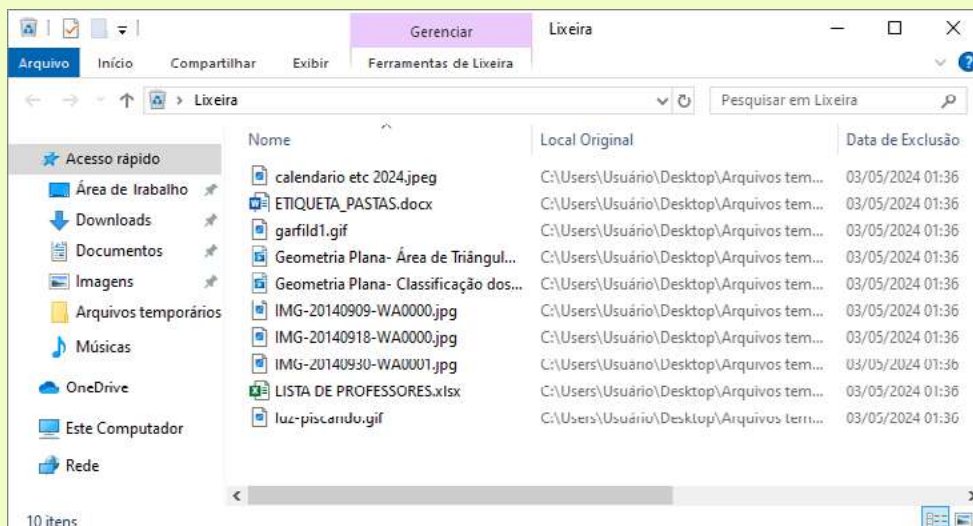 Gerenciar
Lixeira
Arquivo Início Compartilhar Exibir Ferramentas de Lixeira
Lixeira
Pesquisar em Lixeira
Nome Local Original Data de Exclusão
Acesso rápido
Área de Trabalho
Downloads
Documentos
Imagens
Arquivos temporários
Músicas
OneDrive
Este Computador
Rede
calendario etc 2024.jpeg C:\Users\Usuário\Desktop\Arquivos tem... 03/05/2024 01:36
ETIQUETA_PASTAS.docx C:\Users\Usuário\Desktop\Arquivos tem... 03/05/2024 01:36
garfild1.gif C:\Users\Usuário\Desktop\Arquivos tem... 03/05/2024 01:36
Geometria Plana- Área de Triângul... C:\Users\Usuário\Desktop\Arquivos tem... 03/05/2024 01:36
Geometria Plana- Classificação dos... C:\Users\Usuário\Desktop\Arquivos tem... 03/05/2024 01:36
IMG-20140909-WA0000.jpg C:\Users\Usuário\Desktop\Arquivos tem... 03/05/2024 01:36
IMG-20140918-WA0000.jpg C:\Users\Usuário\Desktop\Arquivos tem... 03/05/2024 01:36
IMG-20140930-WA0001.jpg C:\Users\Usuário\Desktop\Arquivos tem... 03/05/2024 01:36
LISTA DE PROFESSORES.xlsx C:\Users\Usuário\Desktop\Arquivos tem... 03/05/2024 01:36
luz-piscando.gif C:\Users\Usuário\Desktop\Arquivos tem... 03/05/2024 01:36
10 itens